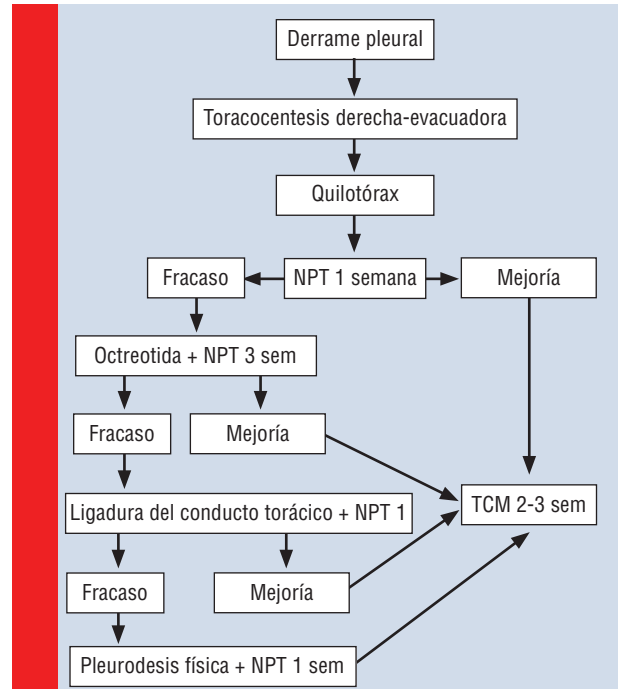 Derrame pleural
Toracocentesis derecha-evacuadora
Quilotórax
Fracaso
NPT 1 semana
Mejoría
Octreotida + NPT 3 sem
Fracaso
Mejoría
Ligadura del conducto torácico + NPT 1
TCM 2-3 sem
Fracaso
Mejoría
Pleurodesis física + NPT 1 sem